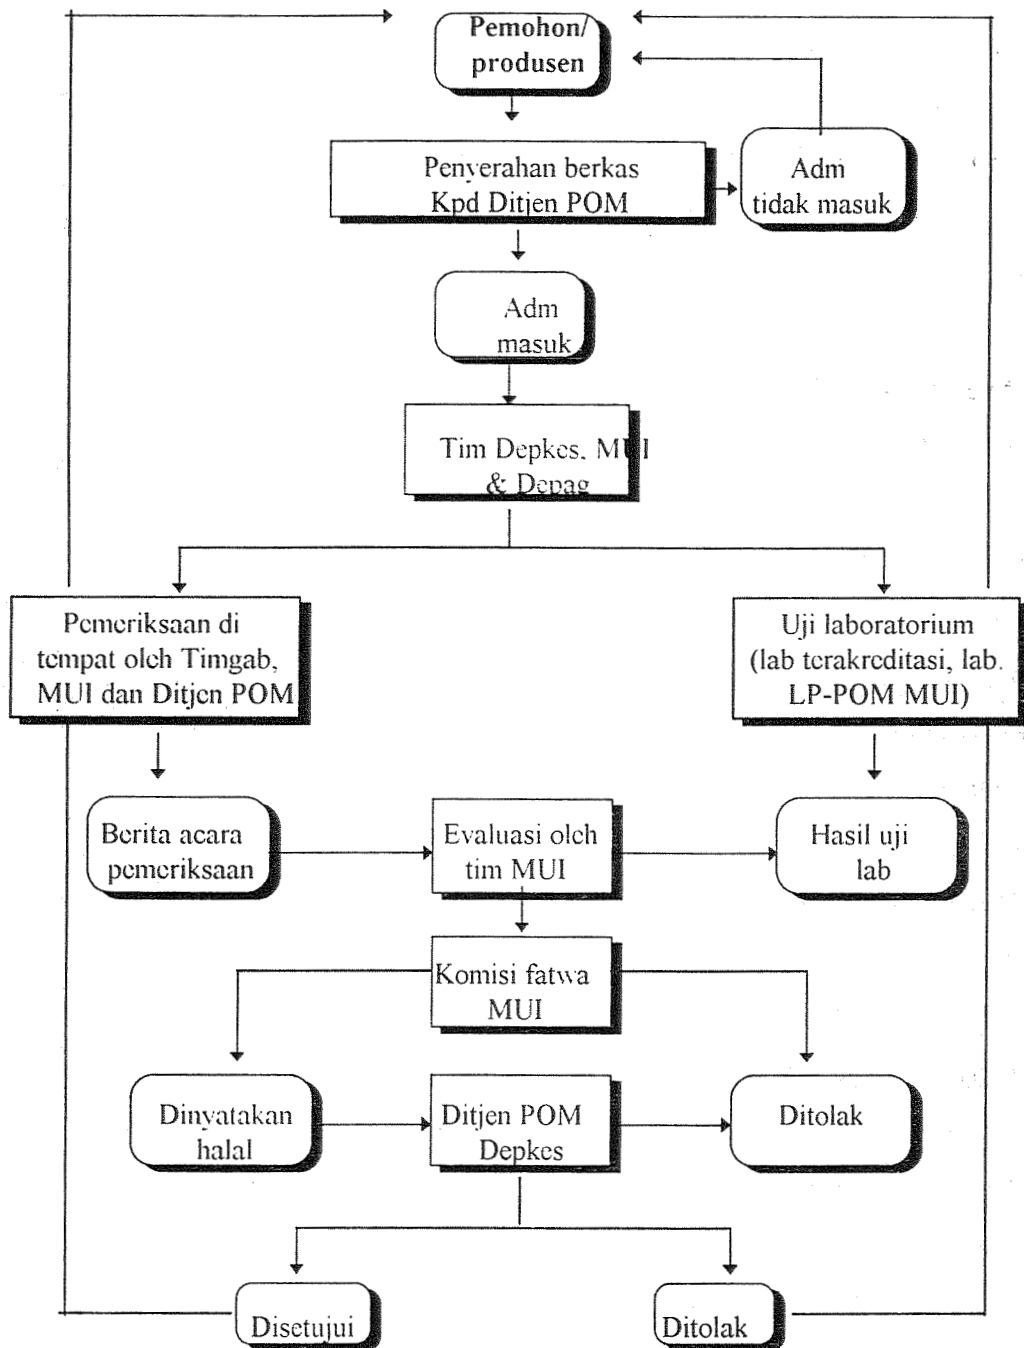 Pemohon/
produsen
Penyerahan berkas
Kpd Ditjen POM
Adm
tidak masuk
Adm
masuk
Tim Depkes, MUI
& Depag
Pemeriksaan di
tempat oleh Timgab,
MUI dan Ditjen POM
Uji laboratorium
(lab terakreditasi, lab.
LP-POM MUI)
Berita acara
pemeriksaan
Evaluasi oleh
tim MUI
Hasil uji
lab
Komisi fatwa
MUI
Dinyatakan
halal
Ditjen POM
Depkes
Ditolak
Disetujui
Ditolak